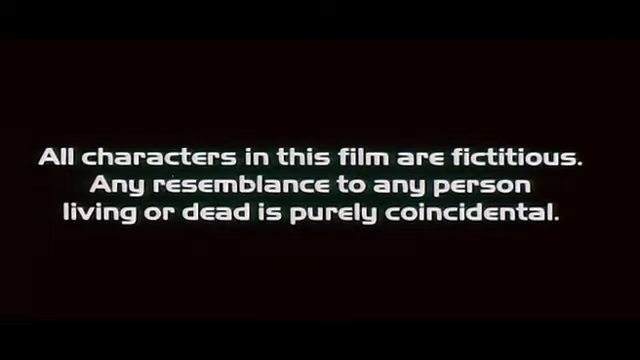 All characters in this film are fictitious.
Any resemblance to any person
living or dead is purely coincidental.